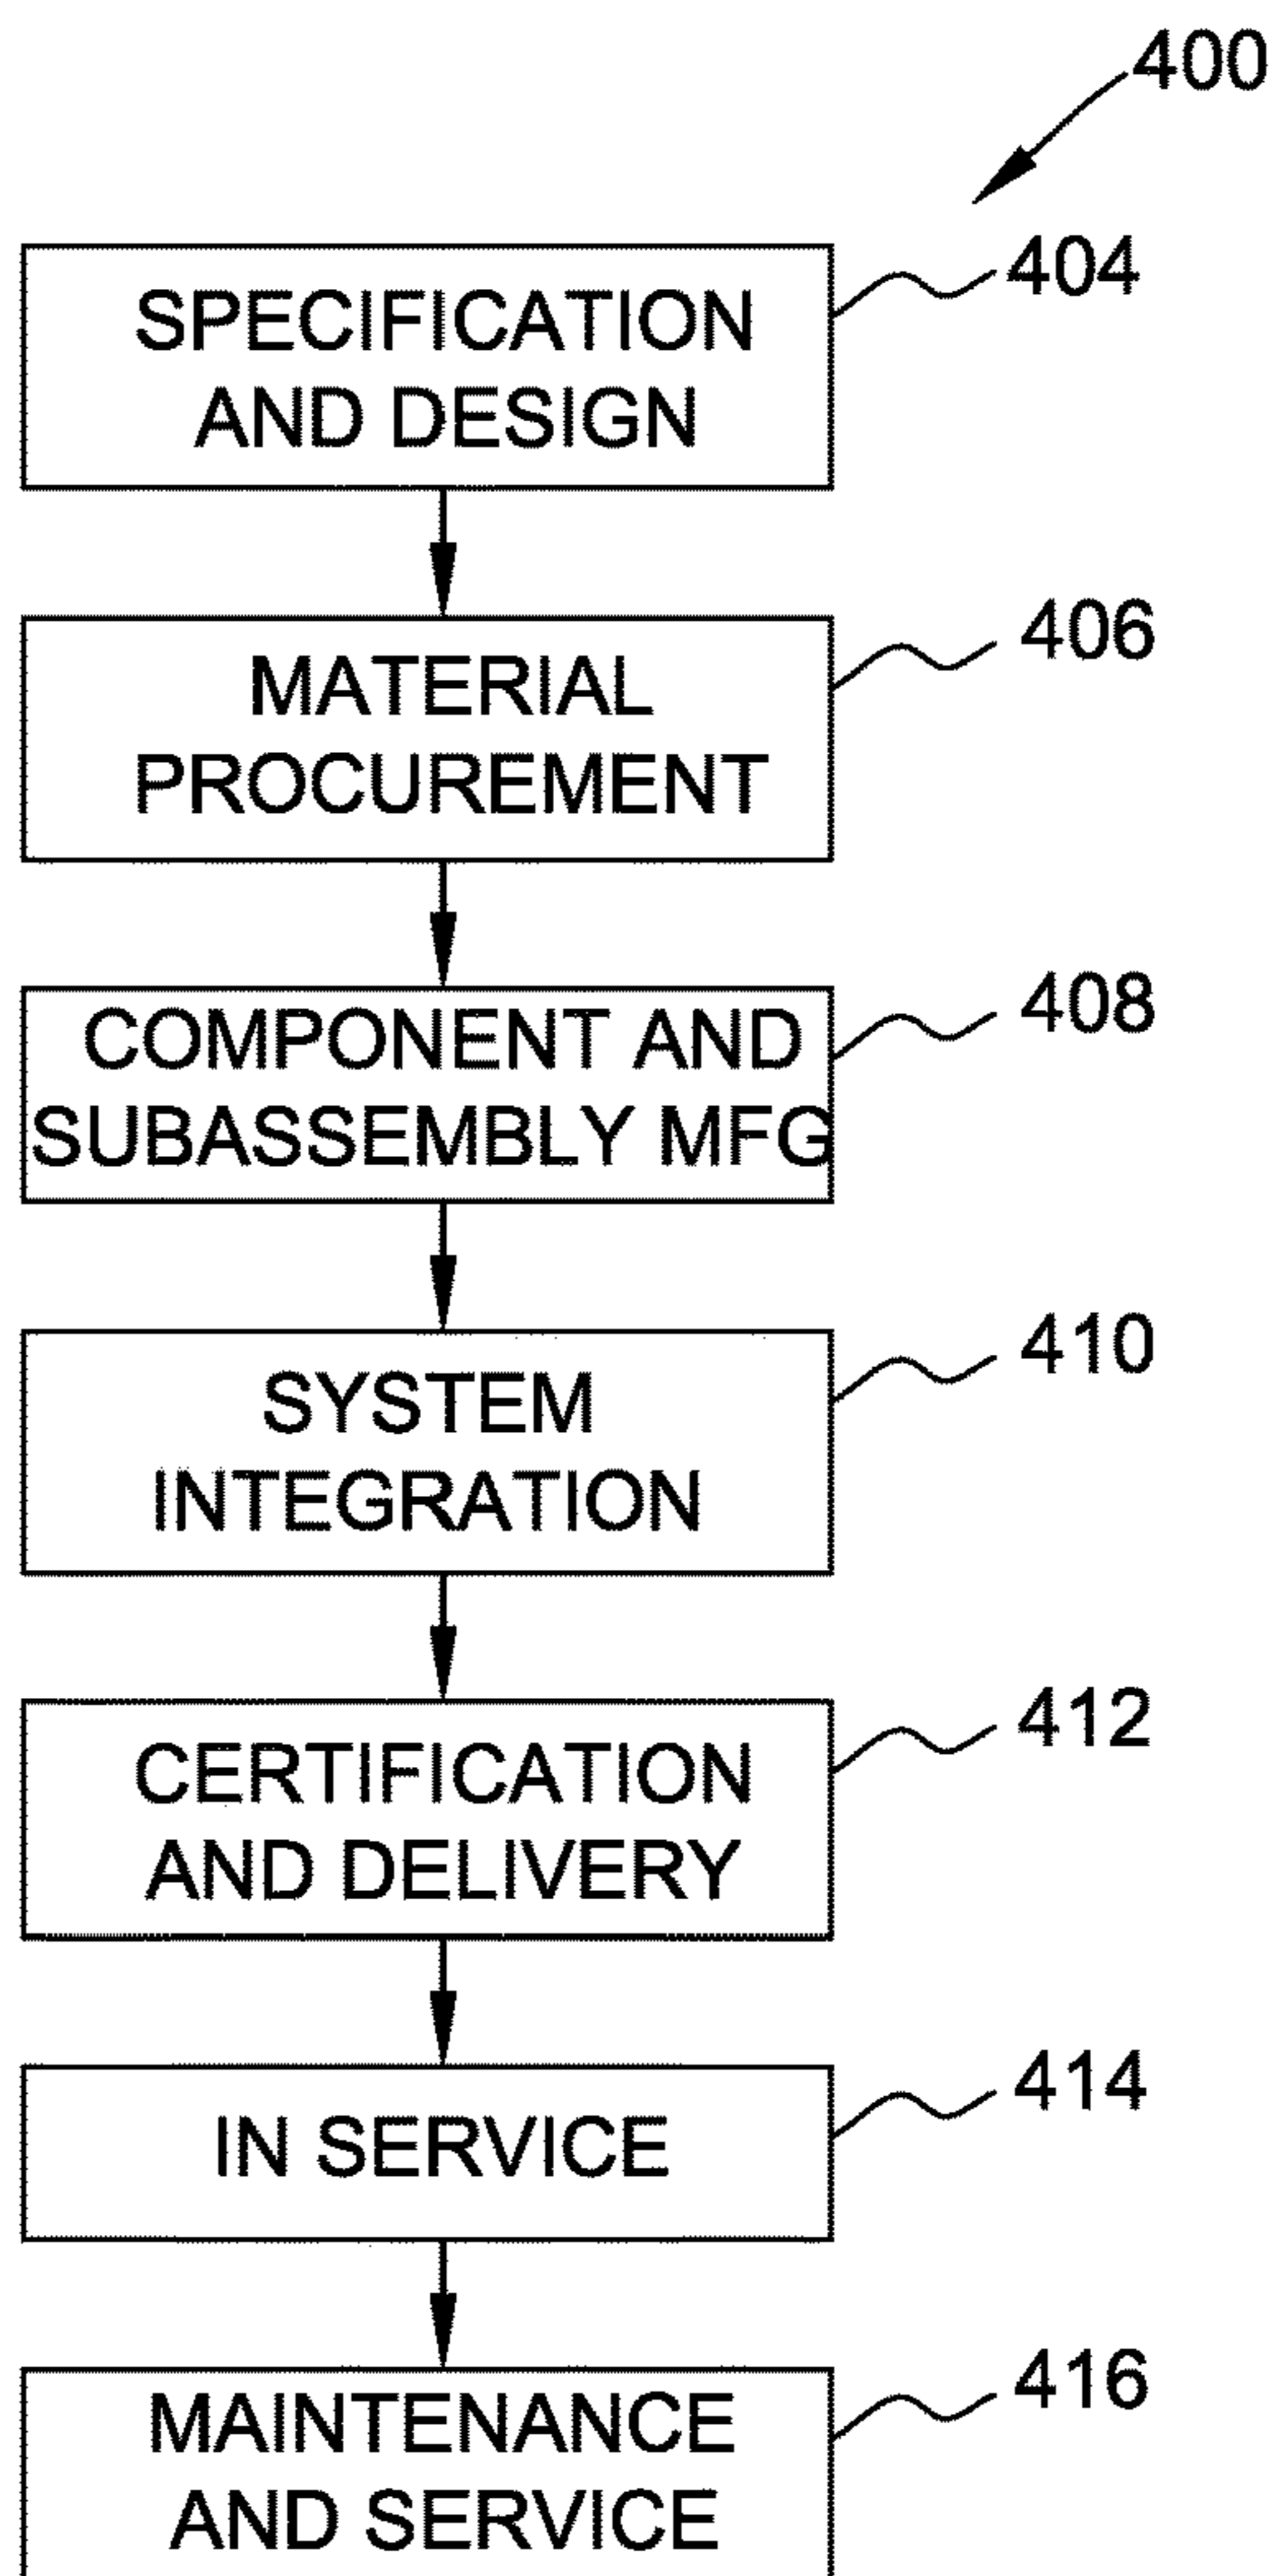 400
SPECIFICATION
AND DESIGN
404
MATERIAL
PROCUREMENT
406
COMPONENT AND
SUBASSEMBLY MFG
408
SYSTEM
INTEGRATION
410
CERTIFICATION
AND DELIVERY
412
IN SERVICE
414
MAINTENANCE
AND SERVICE
416